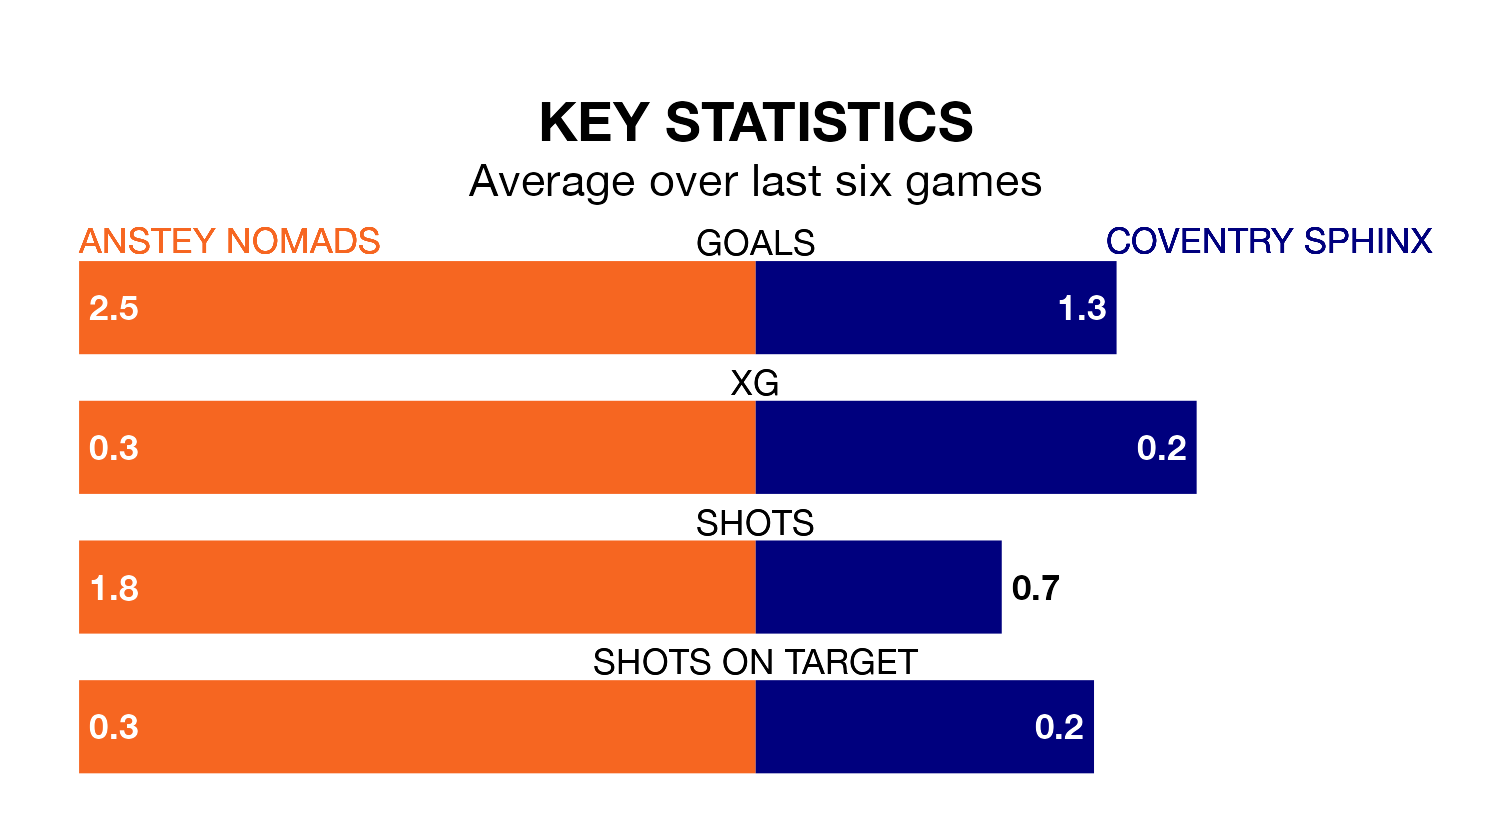 KEY STATISTICS
Average over last six games
ANSTEY NOMADS GOALS COVENTRY SPHINX
2.5 1.3
XG
0.3 0.2
SHOTS
1.8 0.7
SHOTS ON TARGET
0.3 0.2